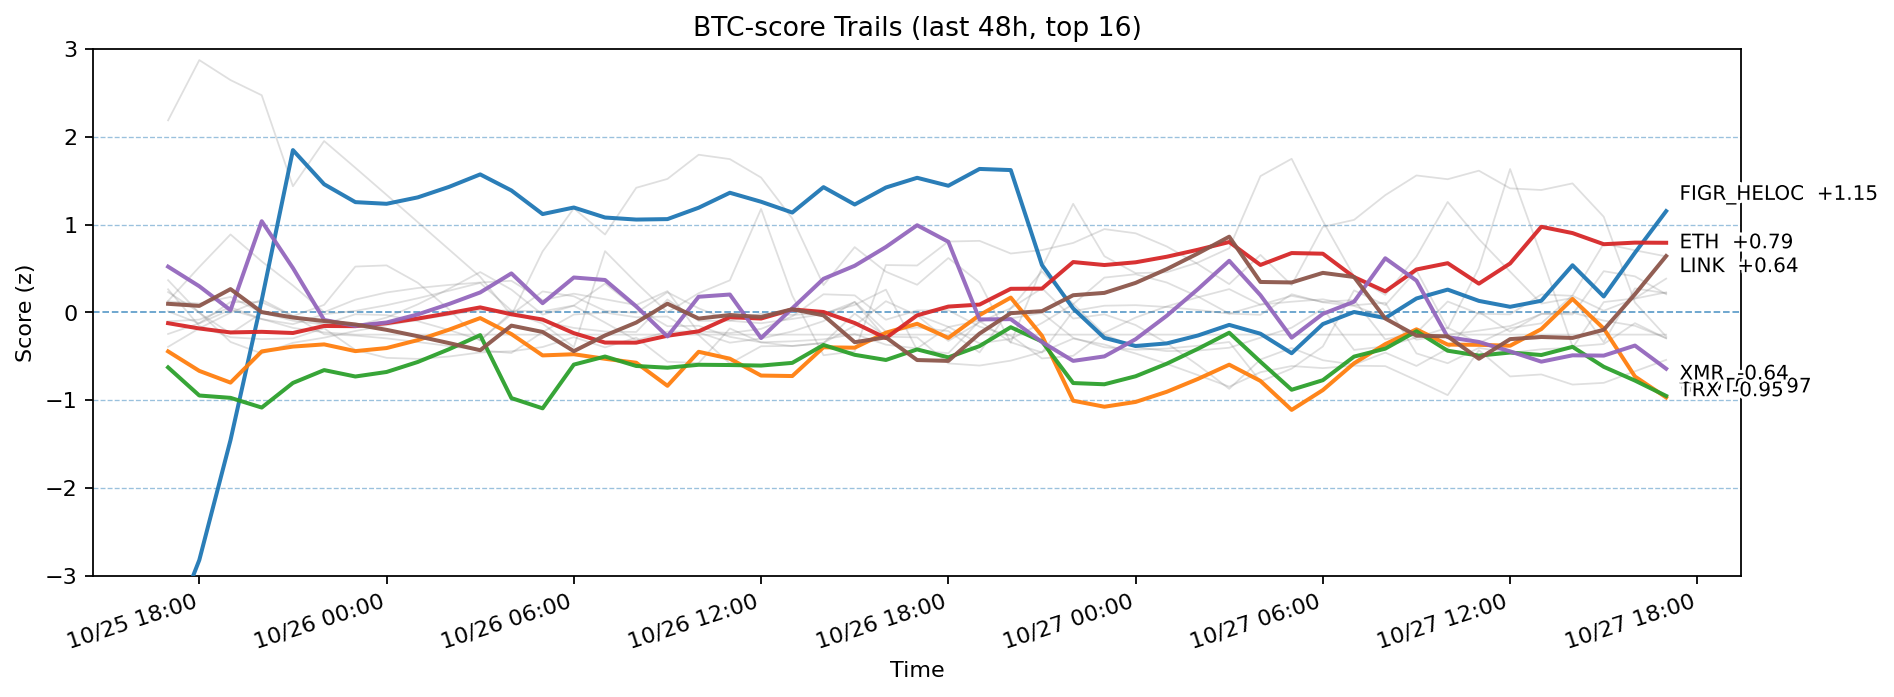 BTC-score Trails (last 48h, top 16)
Score (z)
3
2
1
0
−1
−2
−3
FIGR_HELOC +1.15
ETH +0.79
LINK +0.64
XMR -0.64
TRX -0.95
10/25 18:00
10/26 00:00
10/26 06:00
10/26 12:00
10/26 18:00
10/27 00:00
10/27 06:00
10/27 12:00
10/27 18:00
Time